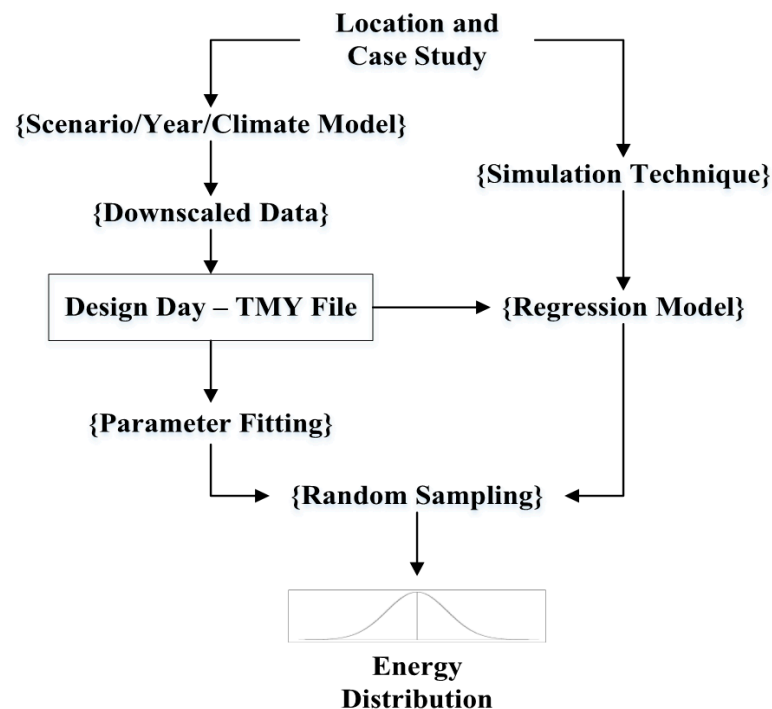 Location and
Case Study
{Scenario/Year/Climate Model}
{Simulation Technique}
{Downscaled Data}
Design Day – TMY File
{Regression Model}
{Parameter Fitting}
{Random Sampling}
Energy
Distribution